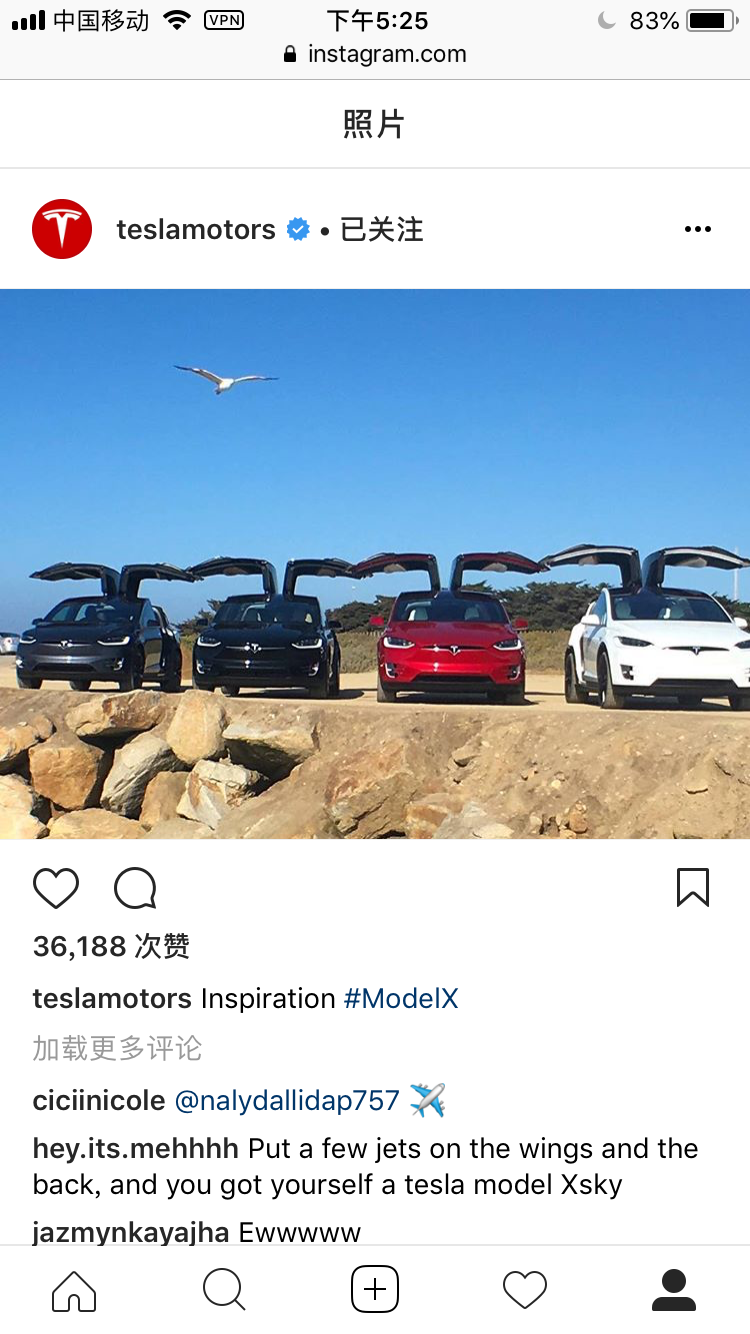 中国移动 VPN 下午5:25 83%
instagram.com
照片
teslamotors • 已关注
36,188 次赞
teslamotors Inspiration #ModelX
加载更多评论
ciciinicole @nalydallidap757 ✈️
hey.its.mehhhh Put a few jets on the wings and the
back, and you got yourself a tesla model Xsky
jazmynkayajha Ewwwww